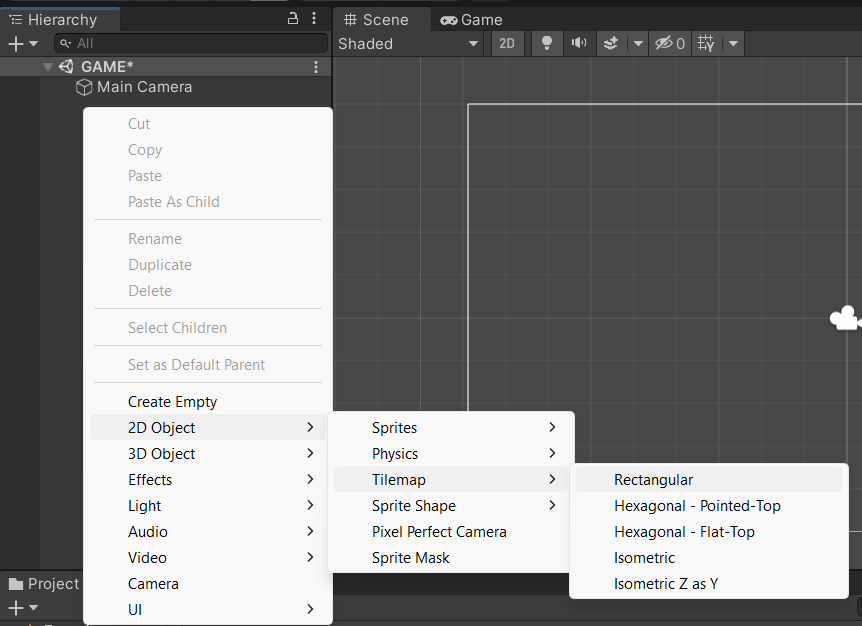 Hierarchy
All
GAME*
Main Camera
Scene
Game
Shaded
2D
0
Cut
Copy
Paste
Paste As Child
Rename
Duplicate
Delete
Select Children
Set as Default Parent
Create Empty
2D Object
3D Object
Effects
Light
Audio
Video
Camera
UI
Sprites
Physics
Tilemap
Sprite Shape
Pixel Perfect Camera
Sprite Mask
Rectangular
Hexagonal - Pointed-Top
Hexagonal - Flat-Top
Isometric
Isometric Z as Y
Project